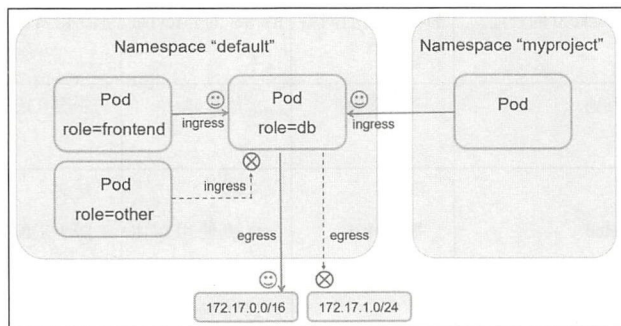 Namespace “default”
Namespace “myproject”
Pod
role=frontend
ingress
Pod
role=db
ingress
Pod
Pod
role=other
ingress
egress
egress
172.17.0.0/16
172.17.1.0/24